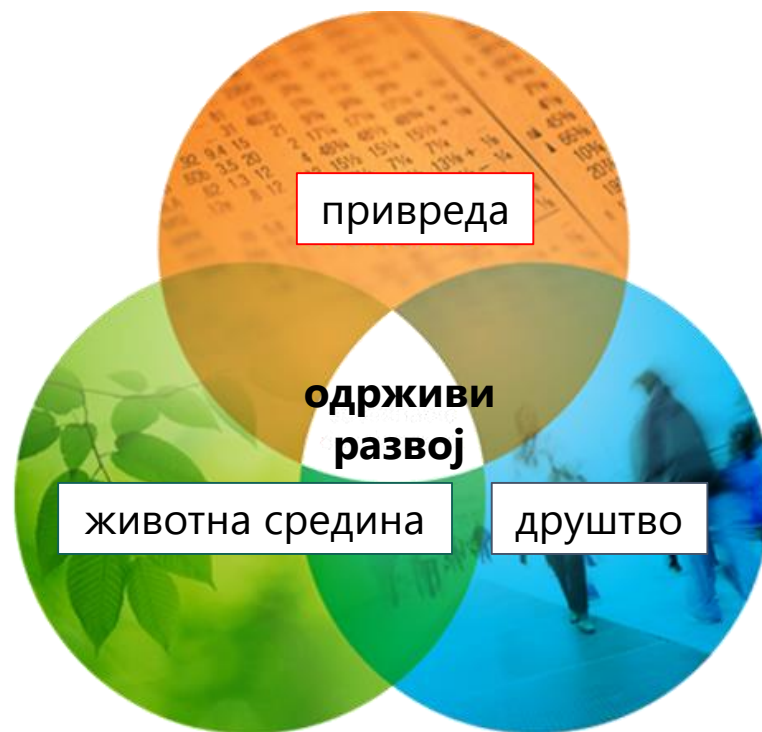 привреда
одрживи
развој
животна средина
друштво